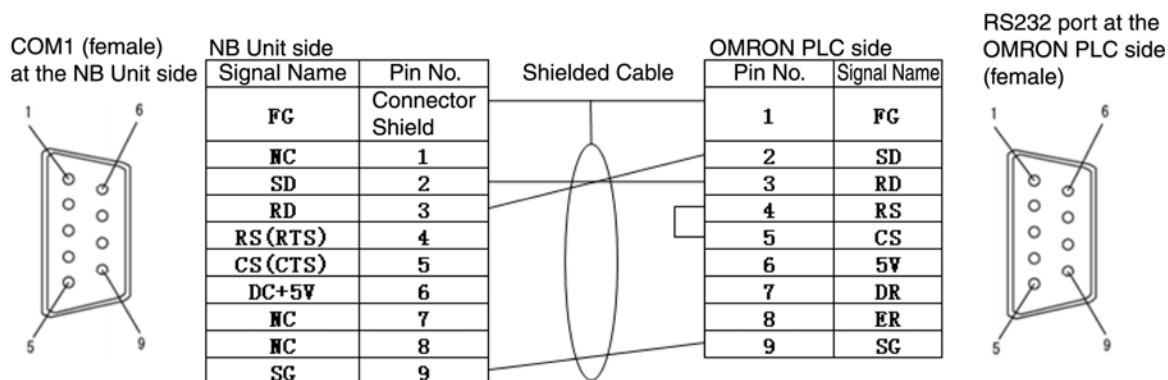 COM1 (female)
at the NB Unit side
1
6
5
9
NB Unit side
Signal Name Pin No.
FG Connector
Shield
NC 1
SD 2
RD 3
RS(RTS) 4
CS(CTS) 5
DC+5V 6
NC 7
NC 8
SG 9
Shielded Cable
OMRON PLC side
Pin No. Signal Name
1 FG
2 SD
3 RD
4 RS
5 CS
6 5V
7 DR
8 ER
9 SG
RS232 port at the
OMRON PLC side
(female)
1
6
5
9